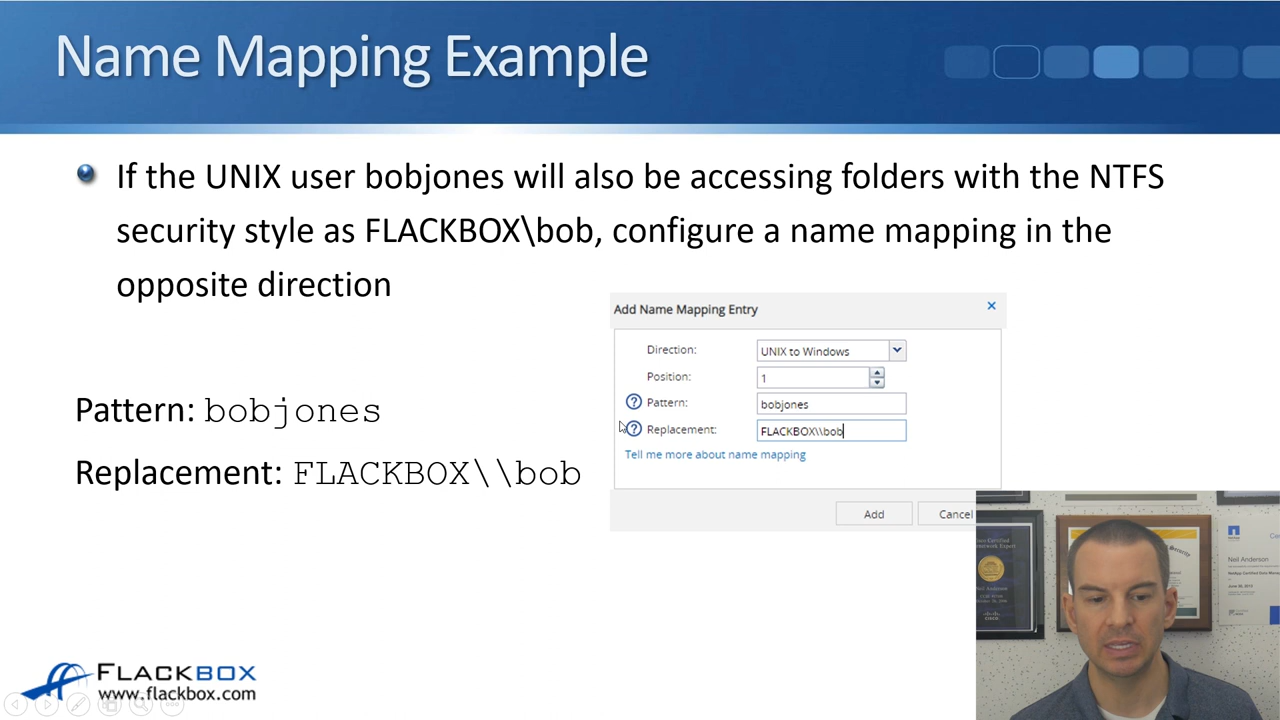 Name Mapping Example
If the UNIX user bobjones will also be accessing folders with the NTFS
security style as FLACKBOX\bob, configure a name mapping in the
opposite direction
Add Name Mapping Entry
Direction:
UNIX to Windows
Position:
1
Pattern:
bobjones
Replacement:
FLACKBOX\\bob
Tell me more about name mapping
Add
Cancel
Pattern: bobjones
Replacement: FLACKBOX\\bob
Neil Anderson
FLACKBOX
www.flackbox.com